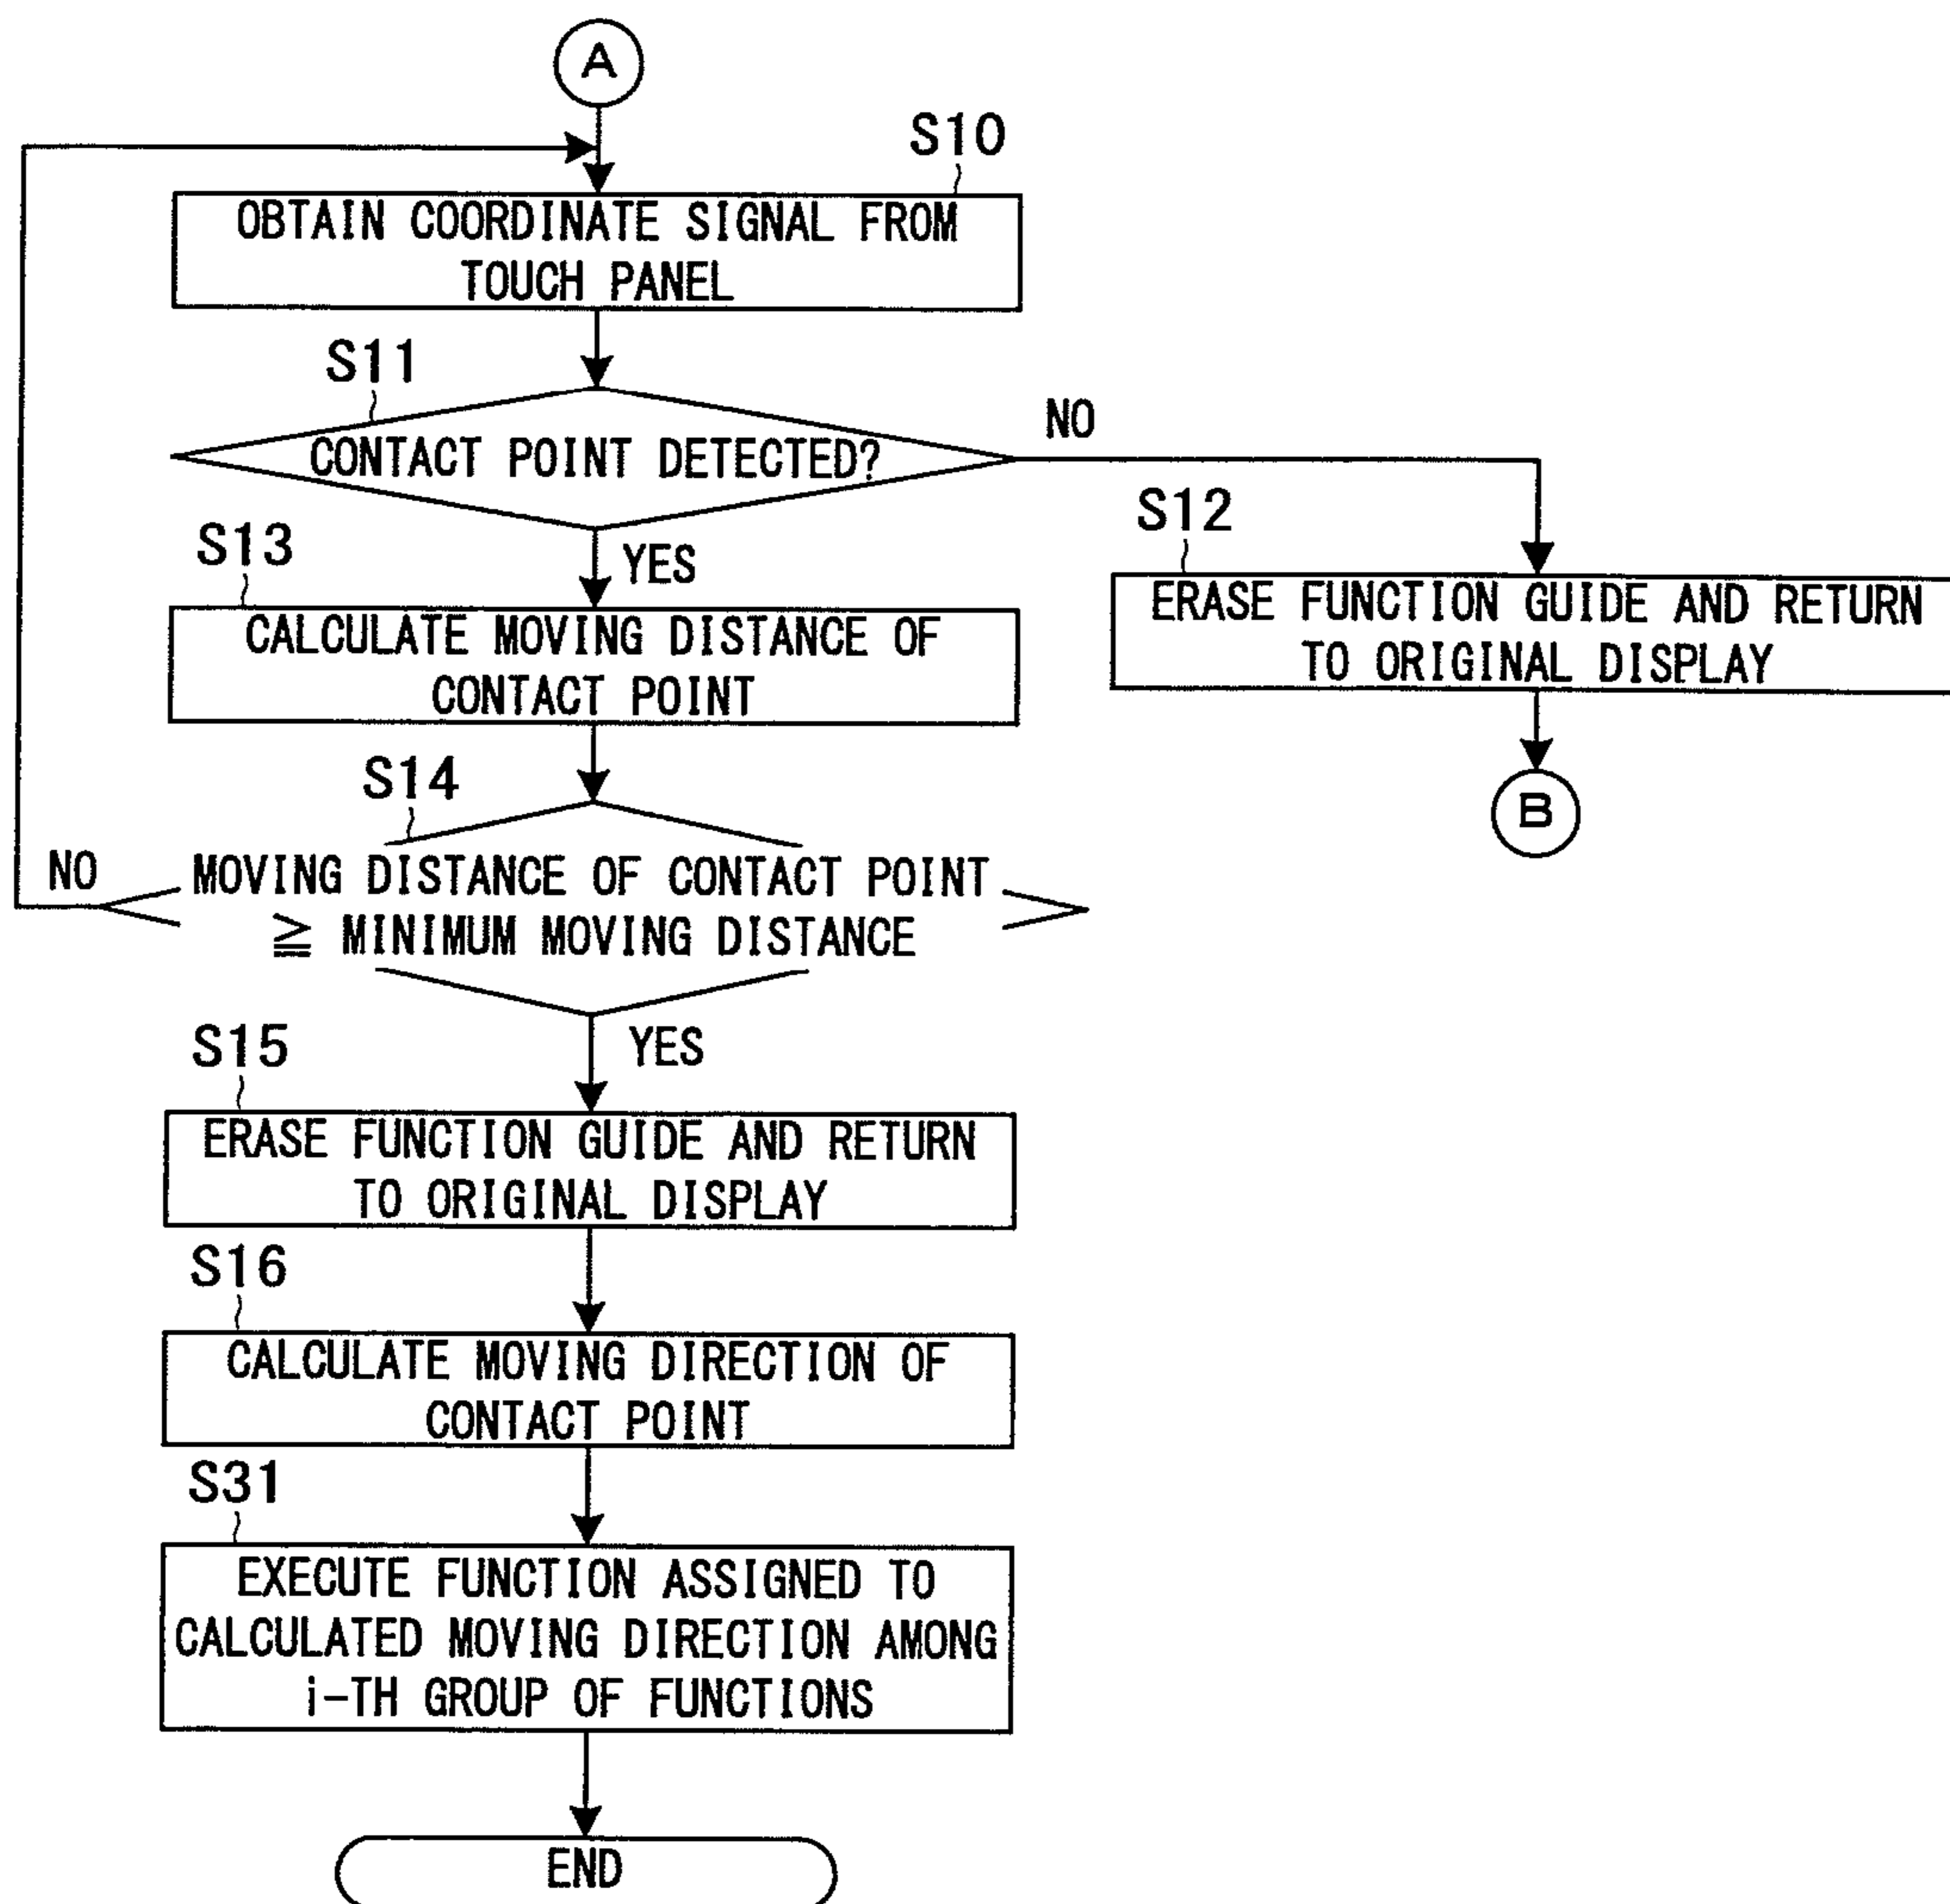 A
S10
OBTAIN COORDINATE SIGNAL FROM
TOUCH PANEL
S11
CONTACT POINT DETECTED?
NO
S12
ERASE FUNCTION GUIDE AND RETURN
TO ORIGINAL DISPLAY
B
YES
S13
CALCULATE MOVING DISTANCE OF
CONTACT POINT
S14
NO
MOVING DISTANCE OF CONTACT POINT
≧ MINIMUM MOVING DISTANCE
YES
S15
ERASE FUNCTION GUIDE AND RETURN
TO ORIGINAL DISPLAY
S16
CALCULATE MOVING DIRECTION OF
CONTACT POINT
S31
EXECUTE FUNCTION ASSIGNED TO
CALCULATED MOVING DIRECTION AMONG
i-TH GROUP OF FUNCTIONS
END